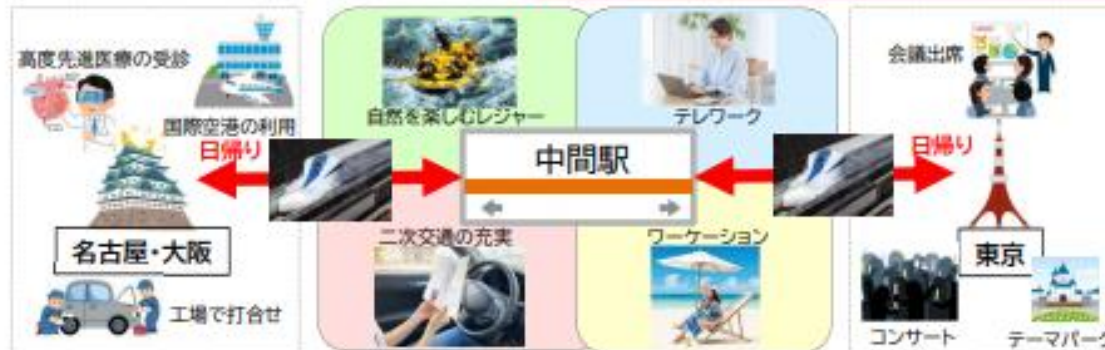 高度先進医療の受診
国際空港の利用
日帰り
名古屋・大阪
工場で打合せ
自然を楽しむレジャー
テレワーク
中間駅
二次交通の充実
ワーケーション
会議出席
日帰り
東京
コンサート
テーマパーク